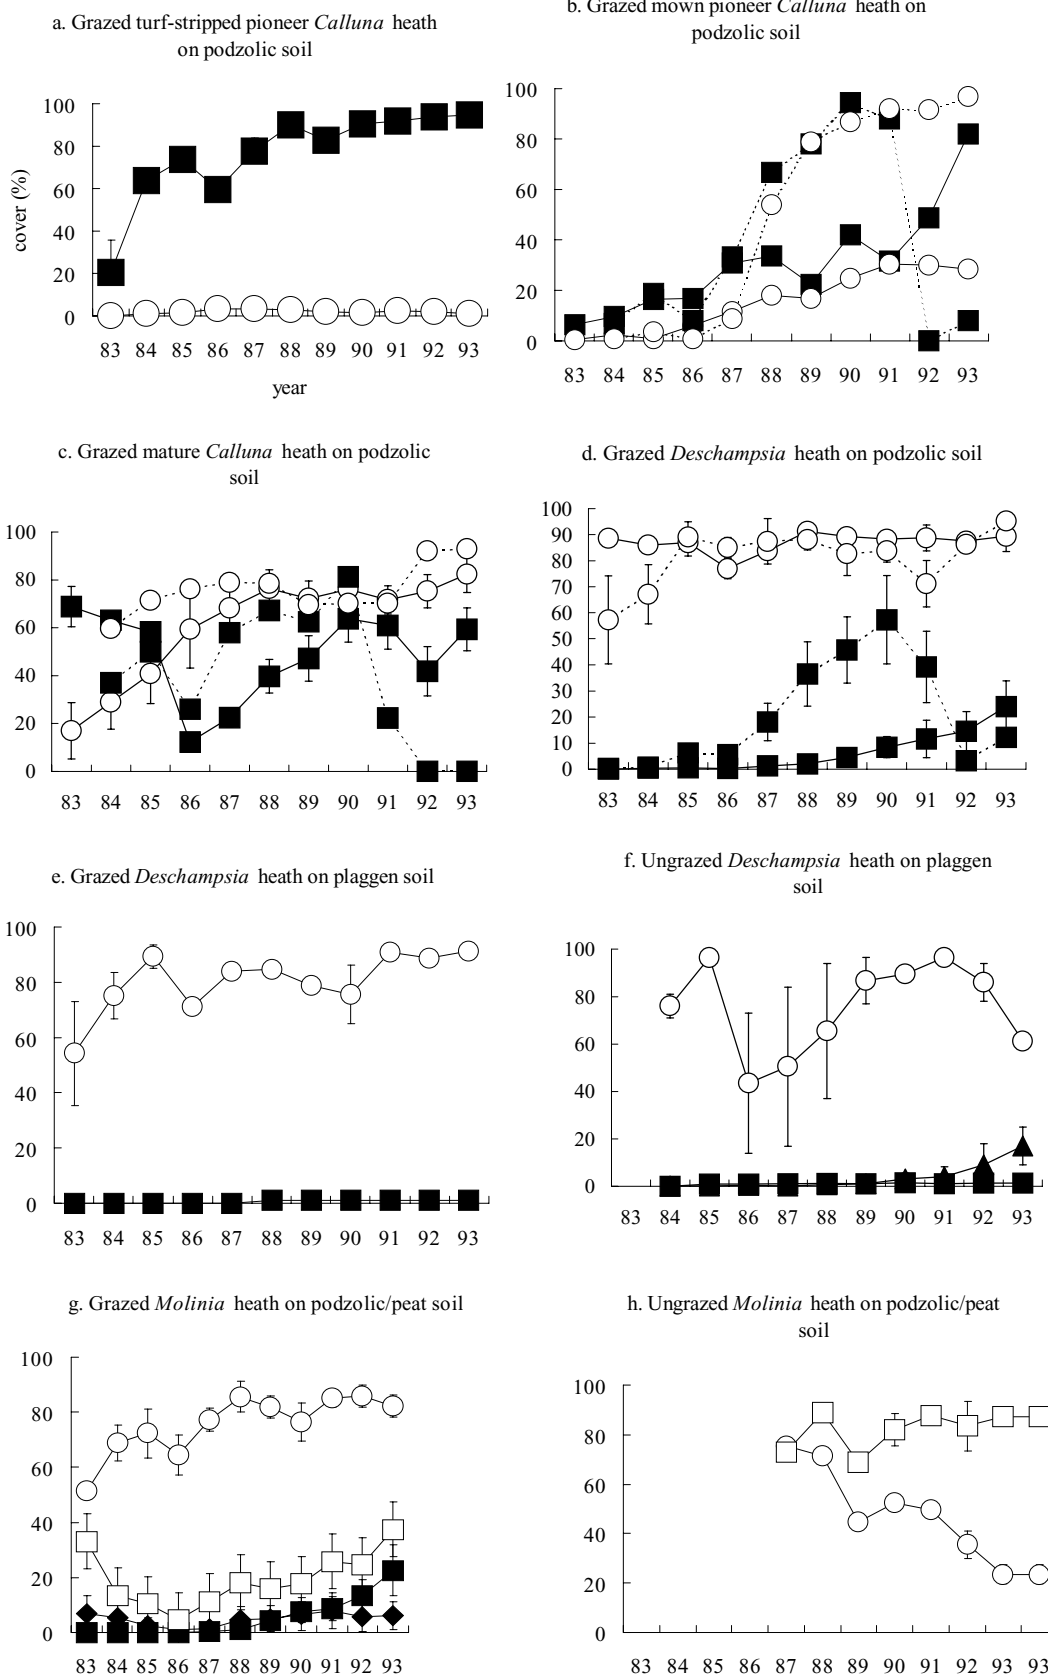 a. Grazed turf-stripped pioneer Calluna heath
on podzolic soil
100
80
60
40
20
0
cover (%)
83 84 85 86 87 88 89 90 91 92 93
year
b. Grazed mown pioneer Calluna heath on
podzolic soil
100
80
60
40
20
0
83 84 85 86 87 88 89 90 91 92 93
c. Grazed mature Calluna heath on podzolic
soil
100
80
60
40
20
0
83 84 85 86 87 88 89 90 91 92 93
d. Grazed Deschampsia heath on podzolic soil
100
90
80
70
60
50
40
30
20
10
0
83 84 85 86 87 88 89 90 91 92 93
e. Grazed Deschampsia heath on plaggen soil
100
80
60
40
20
0
83 84 85 86 87 88 89 90 91 92 93
f. Ungrazed Deschampsia heath on plaggen
soil
100
80
60
40
20
0
83 84 85 86 87 88 89 90 91 92 93
g. Grazed Molinia heath on podzolic/peat soil
100
80
60
40
20
0
83 84 85 86 87 88 89 90 91 92 93
h. Ungrazed Molinia heath on podzolic/peat
soil
100
80
60
40
20
0
83 83 84 85 86 87 88 89 90 91 93 93